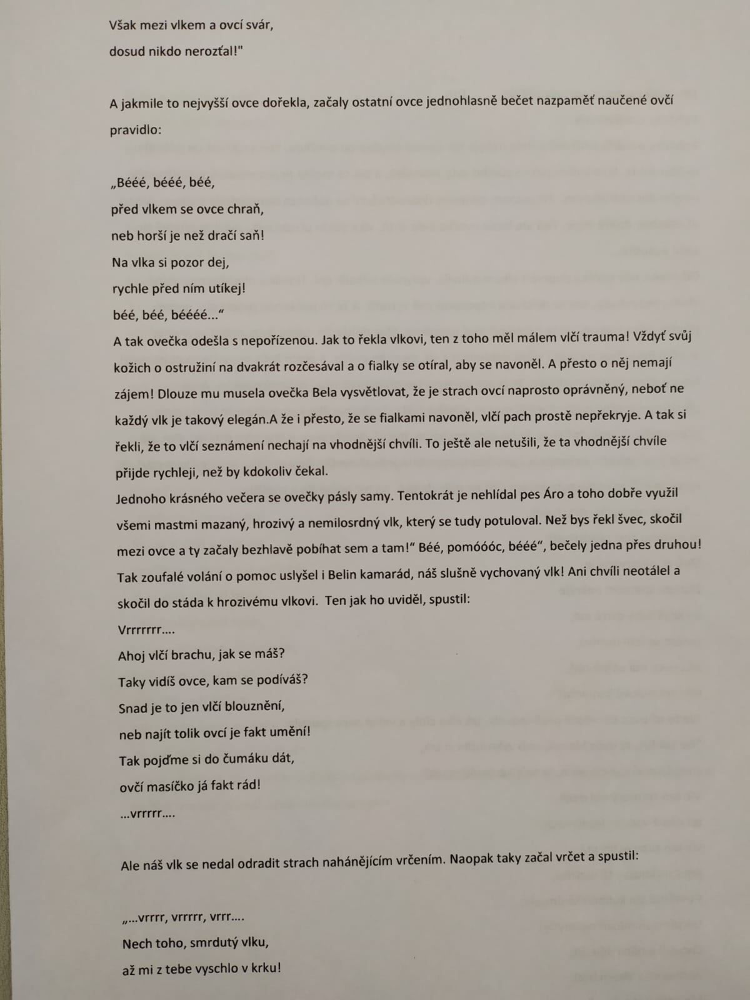 Však mezi vlkem a ovcí svár,
dosud nikdo nerozťal!"
A jakmile to nejvyšší ovce dořekla, začaly ostatní ovce jednohlasně bečet nazpaměť naučené ovčí
pravidlo:
„Bééé, bééé, béé,
před vlkem se ovce chraň,
neb horší je než dračí saň!
Na vlka si pozor dej,
rychle před ním utíkej!
béé, béé, béééé...“
A tak ovečka odešla s nepořízenou. Jak to řekla vlkovi, ten z toho měl málem vlčí trauma! Vždyť svůj
kožich o ostružiní na dvakrát rozčesával a o fialky se otíral, aby se navoněl. A přesto o něj nemají
zájem! Dlouze mu musela ovečka Bela vysvětlovat, že je strach ovcí naprosto oprávněný, neboť ne
každý vlk je takový elegán.A že i přesto, že se fialkami navoněl, vlčí pach prostě nepřekryje. A tak si
řekli, že to vlčí seznámení nechají na vhodnější chvíli. To ještě ale netušili, že ta vhodnější chvíle
přijde rychleji, než by kdokoliv čekal.
Jednoho krásného večera se ovečky pásly samy. Tentokrát je nehlídal pes Áro a toho dobře využil
všemi mastmi mazaný, hrozivý a nemilosrdný vlk, který se tudy potuloval. Než bys řekl švec, skočil
mezi ovce a ty začaly bezhlavě pobíhat sem a tam!“ Béé, pomóóóc, bééé“, bečely jedna přes druhou!
Tak zoufalé volání o pomoc uslyšel i Belin kamarád, náš slušně vychovaný vlk! Ani chvíli neotálel a
skočil do stáda k hrozivému vlkovi.  Ten jak ho uviděl, spustil:
Vrrrrrrr....
Ahoj vlčí brachu, jak se máš?
Taky vidíš ovce, kam se podíváš?
Snad je to jen vlčí blouznění,
neb najít tolik ovcí je fakt umění!
Tak pojďme si do čumáku dát,
ovčí masíčko já fakt rád!
...vrrrrr....
Ale náš vlk se nedal odradit strach nahánějícím vrčením. Naopak taky začal vrčet a spustil:
„...vrrrr, vrrrrr, vrrr....
Nech toho, smrdutý vlku,
až mi z tebe vyschlo v krku!